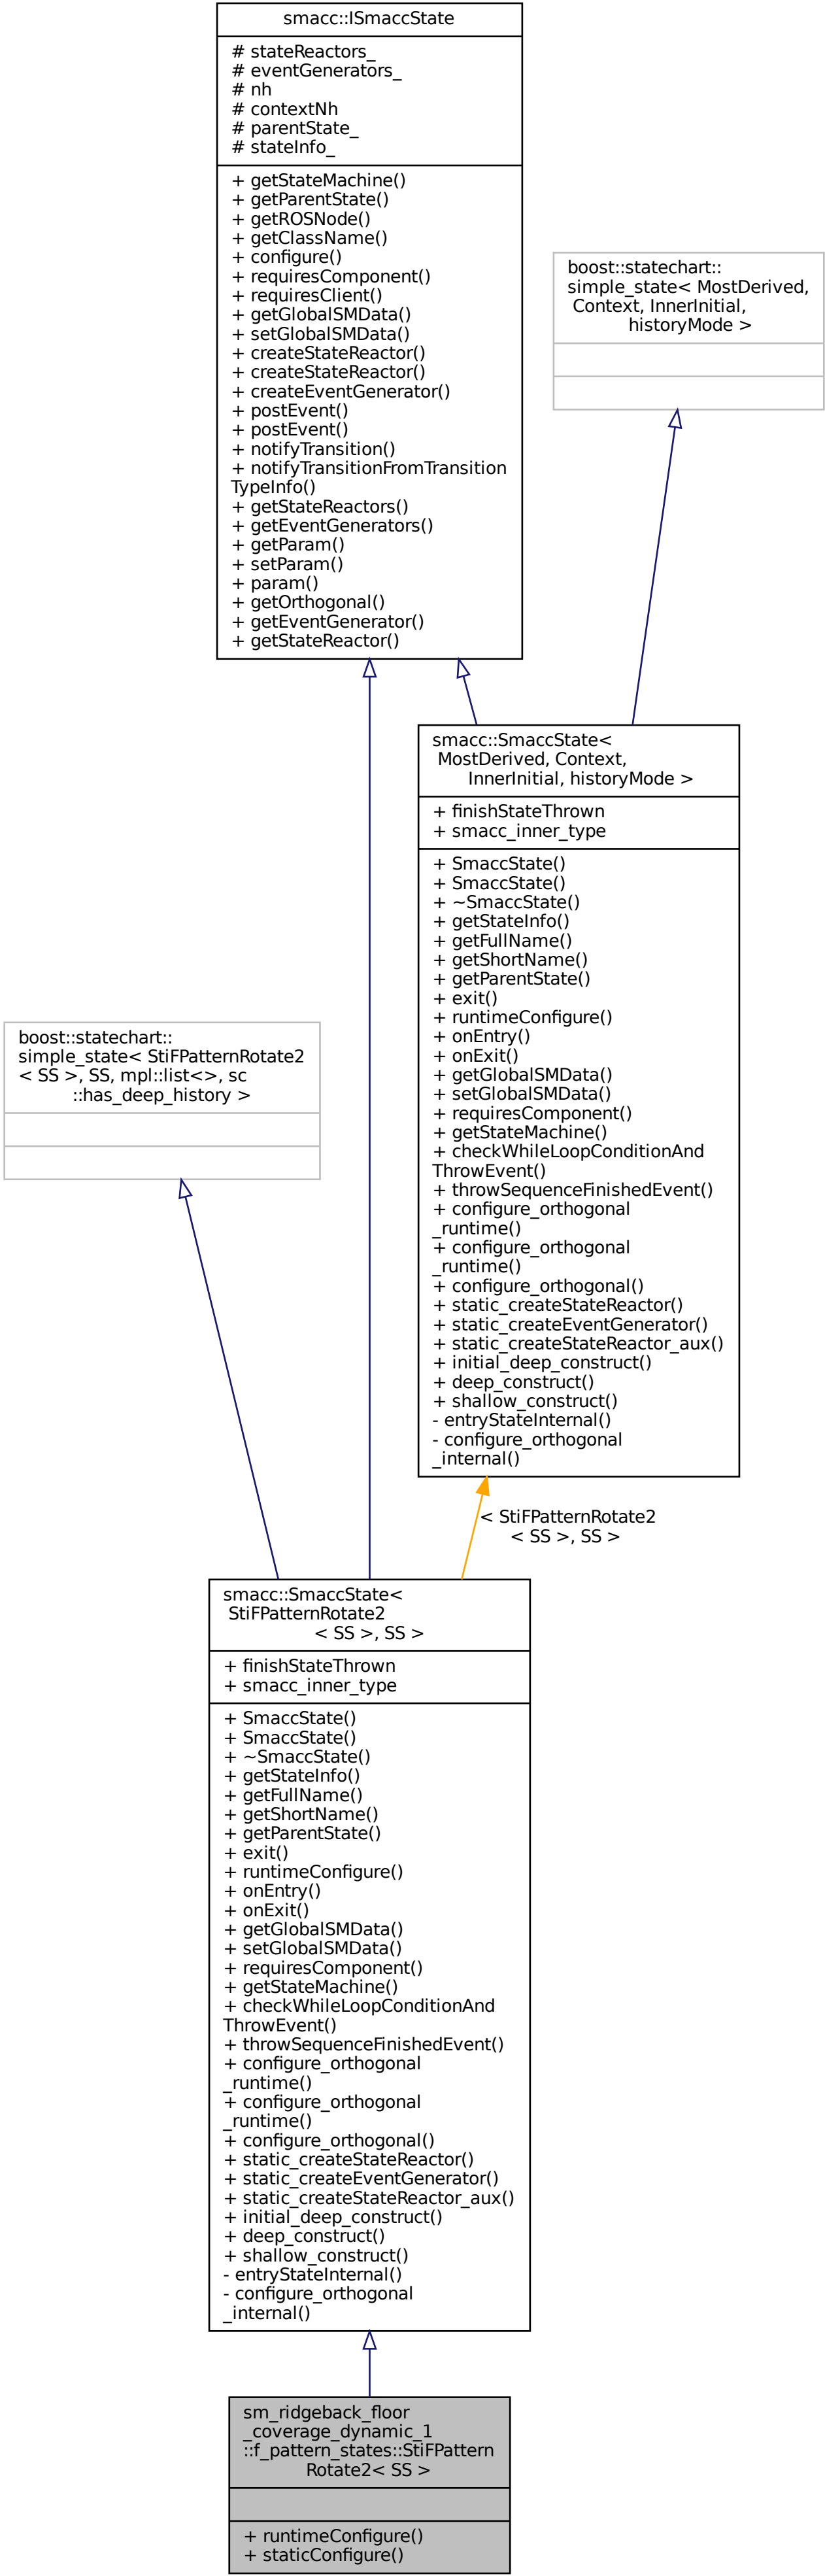 smacc::ISmaccState
# stateReactors_
# eventGenerators_
# nh
# contextNh
# parentState_
# stateInfo_
+ getStateMachine()
+ getParentState()
+ getROSNode()
+ getClassName()
+ configure()
+ requiresComponent()
+ requiresClient()
+ getGlobalSMData()
+ setGlobalSMData()
+ createStateReactor()
+ createStateReactor()
+ createEventGenerator()
+ postEvent()
+ postEvent()
+ notifyTransition()
+ notifyTransitionFromTransition
TypeInfo()
+ getStateReactors()
+ getEventGenerators()
+ getParam()
+ setParam()
+ param()
+ getOrthogonal()
+ getEventGenerator()
+ getStateReactor()
boost::statechart::
simple_state< MostDerived,
Context, InnerInitial,
historyMode >
smacc::SmaccState<
MostDerived, Context,
InnerInitial, historyMode >
+ finishStateThrown
+ smacc_inner_type
+ SmaccState()
+ SmaccState()
+ ~SmaccState()
+ getStateInfo()
+ getFullName()
+ getShortName()
+ getParentState()
+ exit()
+ runtimeConfigure()
+ onEntry()
+ onExit()
+ getGlobalSMData()
+ setGlobalSMData()
+ requiresComponent()
+ getStateMachine()
+ checkWhileLoopConditionAnd
ThrowEvent()
+ throwSequenceFinishedEvent()
+ configure_orthogonal
_runtime()
+ configure_orthogonal
_runtime()
+ configure_orthogonal()
+ static_createStateReactor()
+ static_createEventGenerator()
+ static_createStateReactor_aux()
+ initial_deep_construct()
+ deep_construct()
+ shallow_construct()
- entryStateInternal()
- configure_orthogonal
_internal()
boost::statechart::
simple_state< StiFPatternRotate2
< SS >, SS, mpl::list<>, sc
::has_deep_history >
< StiFPatternRotate2
< SS >, SS >
smacc::SmaccState<
StiFPatternRotate2
< SS >, SS >
+ finishStateThrown
+ smacc_inner_type
+ SmaccState()
+ SmaccState()
+ ~SmaccState()
+ getStateInfo()
+ getFullName()
+ getShortName()
+ getParentState()
+ exit()
+ runtimeConfigure()
+ onEntry()
+ onExit()
+ getGlobalSMData()
+ setGlobalSMData()
+ requiresComponent()
+ getStateMachine()
+ checkWhileLoopConditionAnd
ThrowEvent()
+ throwSequenceFinishedEvent()
+ configure_orthogonal
_runtime()
+ configure_orthogonal
_runtime()
+ configure_orthogonal()
+ static_createStateReactor()
+ static_createEventGenerator()
+ static_createStateReactor_aux()
+ initial_deep_construct()
+ deep_construct()
+ shallow_construct()
- entryStateInternal()
- configure_orthogonal
_internal()
sm_ridgeback_floor
_coverage_dynamic_1
::f_pattern_states::StiFPattern
Rotate2< SS >
+ runtimeConfigure()
+ staticConfigure()